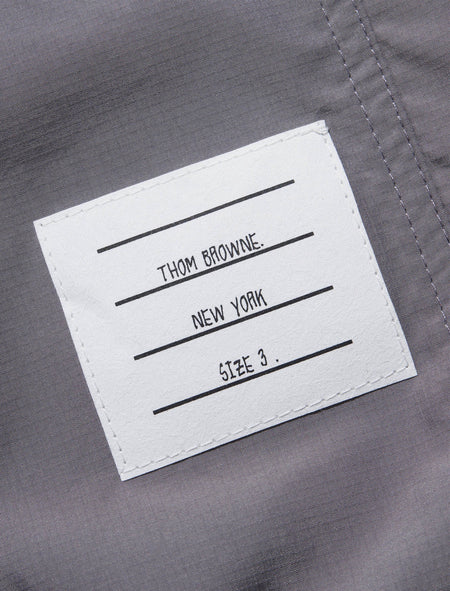 THOM BROWNE.
NEW YORK
SIZE 3 .